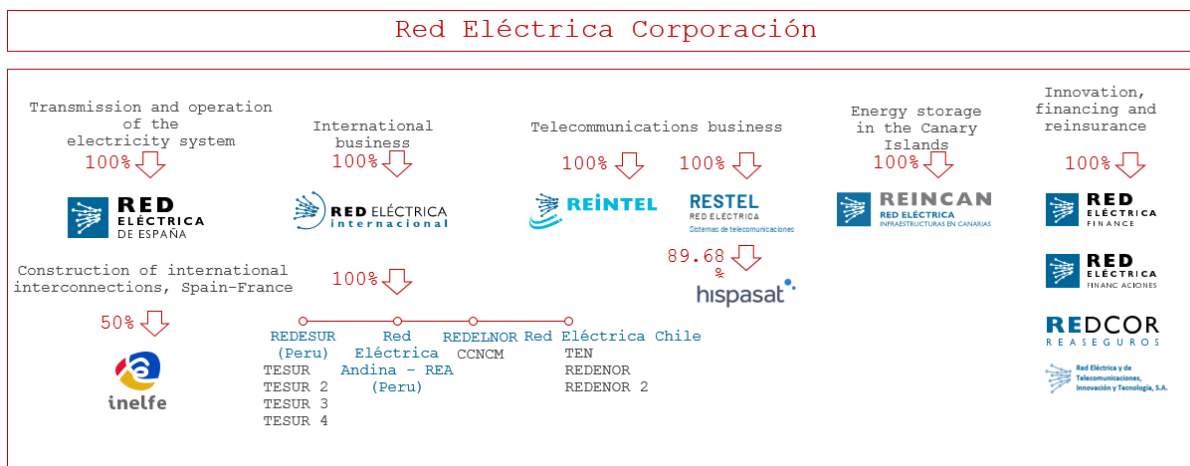 Red Eléctrica Corporación
Transmission and operation
of the
electricity system
100%
RED
ELÉCTRICA
DE ESPAÑA
Construction of international
interconnections, Spain-France
50%
inelfe
International
business
100%
RED ELÉCTRICA
internacional
100%
REDESUR
(Peru)
TESUR
TESUR 2
TESUR 3
TESUR 4
Red
Eléctrica
Andina - REA
(Peru)
REDELNOR
CCNCM
Red Eléctrica Chile
TEN
REDENOR
REDENOR 2
Telecommunications business
100%
REINTEL
100%
RESTEL
RED ELÉCTRICA
Sistemas de telecomunicaciones
89.68
%
hispasat
Energy storage
in the Canary
Islands
100%
REINCAN
RED ELÉCTRICA
INFRAESTRUCTURAS EN CANARIAS
Innovation,
financing and
reinsurance
100%
RED
ELÉCTRICA
FINANCE
RED
ELÉCTRICA
FINANC ACIONES
REDCOR
REASEGUROS
Red Eléctrica y de
Telecomunicaciones,
Innovación y Tecnología, S.A.